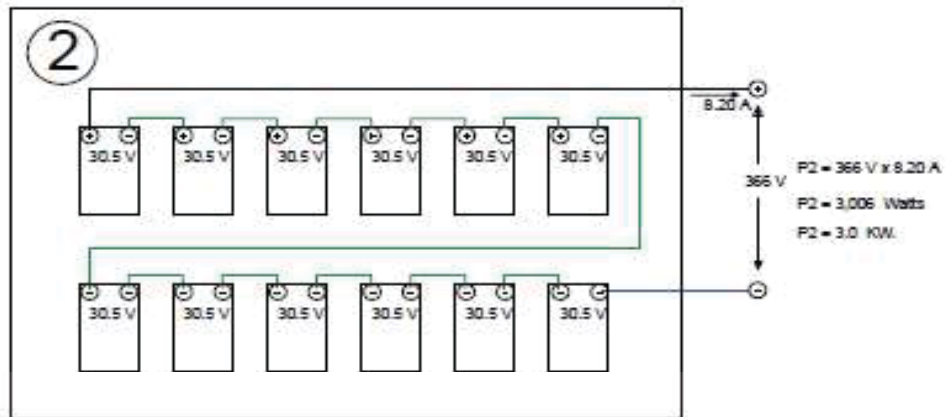 2
8.20 A
30.5 V 30.5 V 30.5 V 30.5 V 30.5 V 30.5 V
366 V
P2 = 366 V x 8.20 A
P2 = 3,006 Watts
P2 = 3,0 KW.
30.5 V 30.5 V 30.5 V 30.5 V 30.5 V 30.5 V